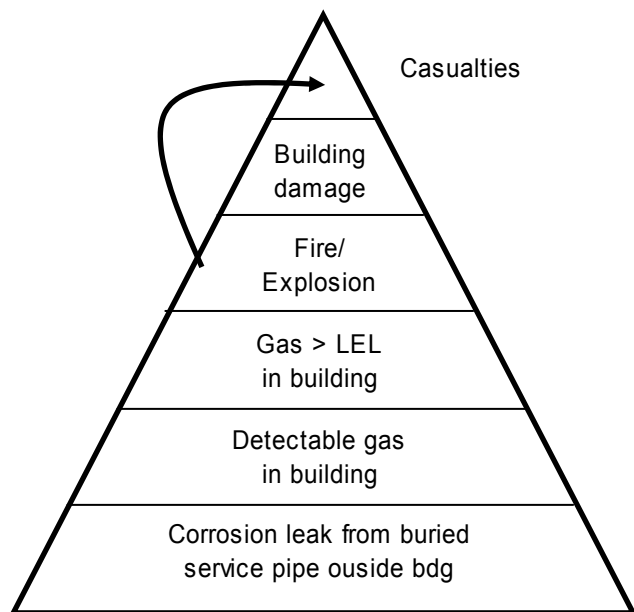 Casualties
Building
damage
Fire/
Explosion
Gas > LEL
in building
Detectable gas
in building
Corrosion leak from buried
service pipe ouside bdg